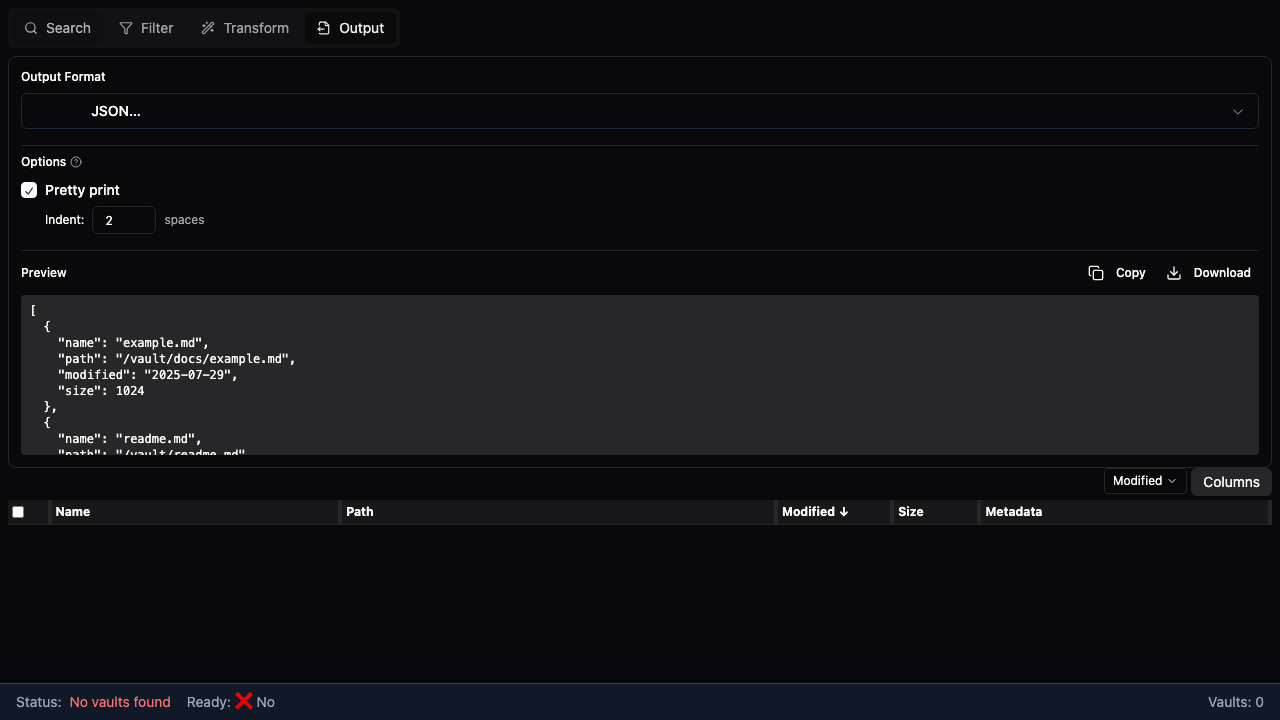 Search Filter Transform Output
Output Format
JSON...
Options
Pretty print
Indent: 2 spaces
Preview Copy Download
[
  {
    "name": "example.md",
    "path": "/vault/docs/example.md",
    "modified": "2025-07-29",
    "size": 1024
  },
  {
    "name": "readme.md",
    "path": "/vault/readme.md"
Modified Columns
Name Path Modified ↓ Size Metadata
Status: No vaults found Ready: ❌ No Vaults: 0